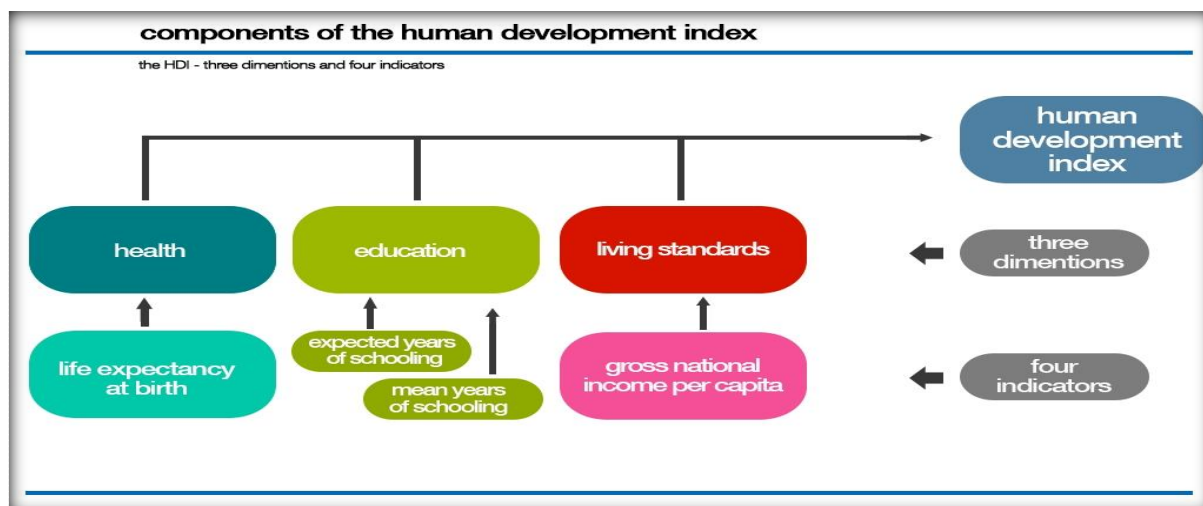 components of the human development index
the HDI - three dimentions and four indicators
human
development
index
health
education
living standards
three
dimentions
life expectancy
at birth
expected years
of schooling
mean years
of schooling
gross national
income per capita
four
indicators